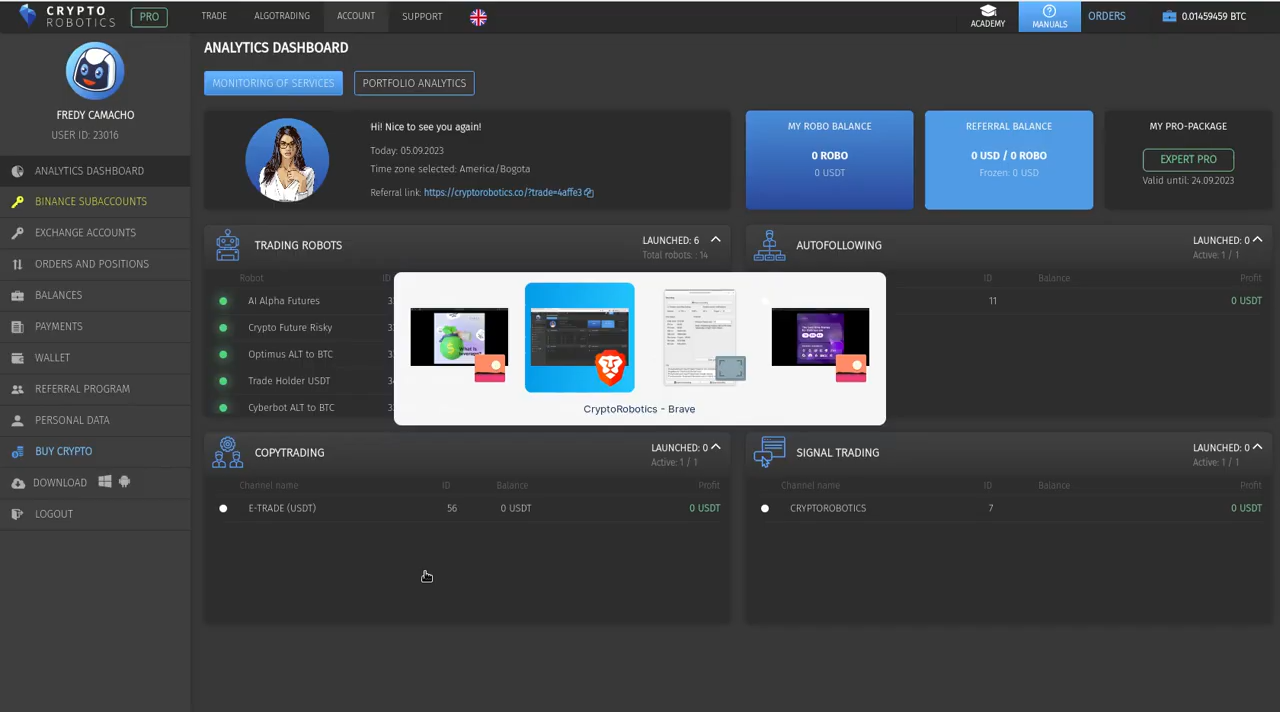 CRYPTO
ROBOTICS
PRO
TRADE
ALGOTRADING
ACCOUNT
SUPPORT
ACADEMY
MANUALS
ORDERS
0.01459459 BTC
FREDY CAMACHO
USER ID: 23016
ANALYTICS DASHBOARD
BINANCE SUBACCOUNTS
EXCHANGE ACCOUNTS
ORDERS AND POSITIONS
BALANCES
PAYMENTS
WALLET
REFERRAL PROGRAM
PERSONAL DATA
BUY CRYPTO
DOWNLOAD
LOGOUT
ANALYTICS DASHBOARD
MONITORING OF SERVICES
PORTFOLIO ANALYTICS
Hi! Nice to see you again!
Today: 05.09.2023
Time zone selected: America/Bogota
Referral link: https://cryptorobotics.co/?trade=4affe3
MY ROBO BALANCE
0 ROBO
0 USDT
REFERRAL BALANCE
0 USD / 0 ROBO
Frozen: 0 USD
MY PRO-PACKAGE
EXPERT PRO
Valid until: 24.09.2023
TRADING ROBOTS
LAUNCHED: 6
Total robots: : 14
Robot ID
AI Alpha Futures
Crypto Future Risky
Optimus ALT to BTC
Trade Holder USDT
Cyberbot ALT to BTC
AUTOFOLLOWING
LAUNCHED: 0
Active: 1 / 1
ID Balance Profit
11 0 USDT
What is
leverage?
CryptoRobotics - Brave
COPYTRADING
LAUNCHED: 0
Active: 1 / 1
Channel name ID Balance Profit
E-TRADE (USDT) 56 0 USDT 0 USDT
SIGNAL TRADING
LAUNCHED: 0
Active: 1 / 1
Channel name ID Balance Profit
CRYPTOROBOTICS 7 0 USDT